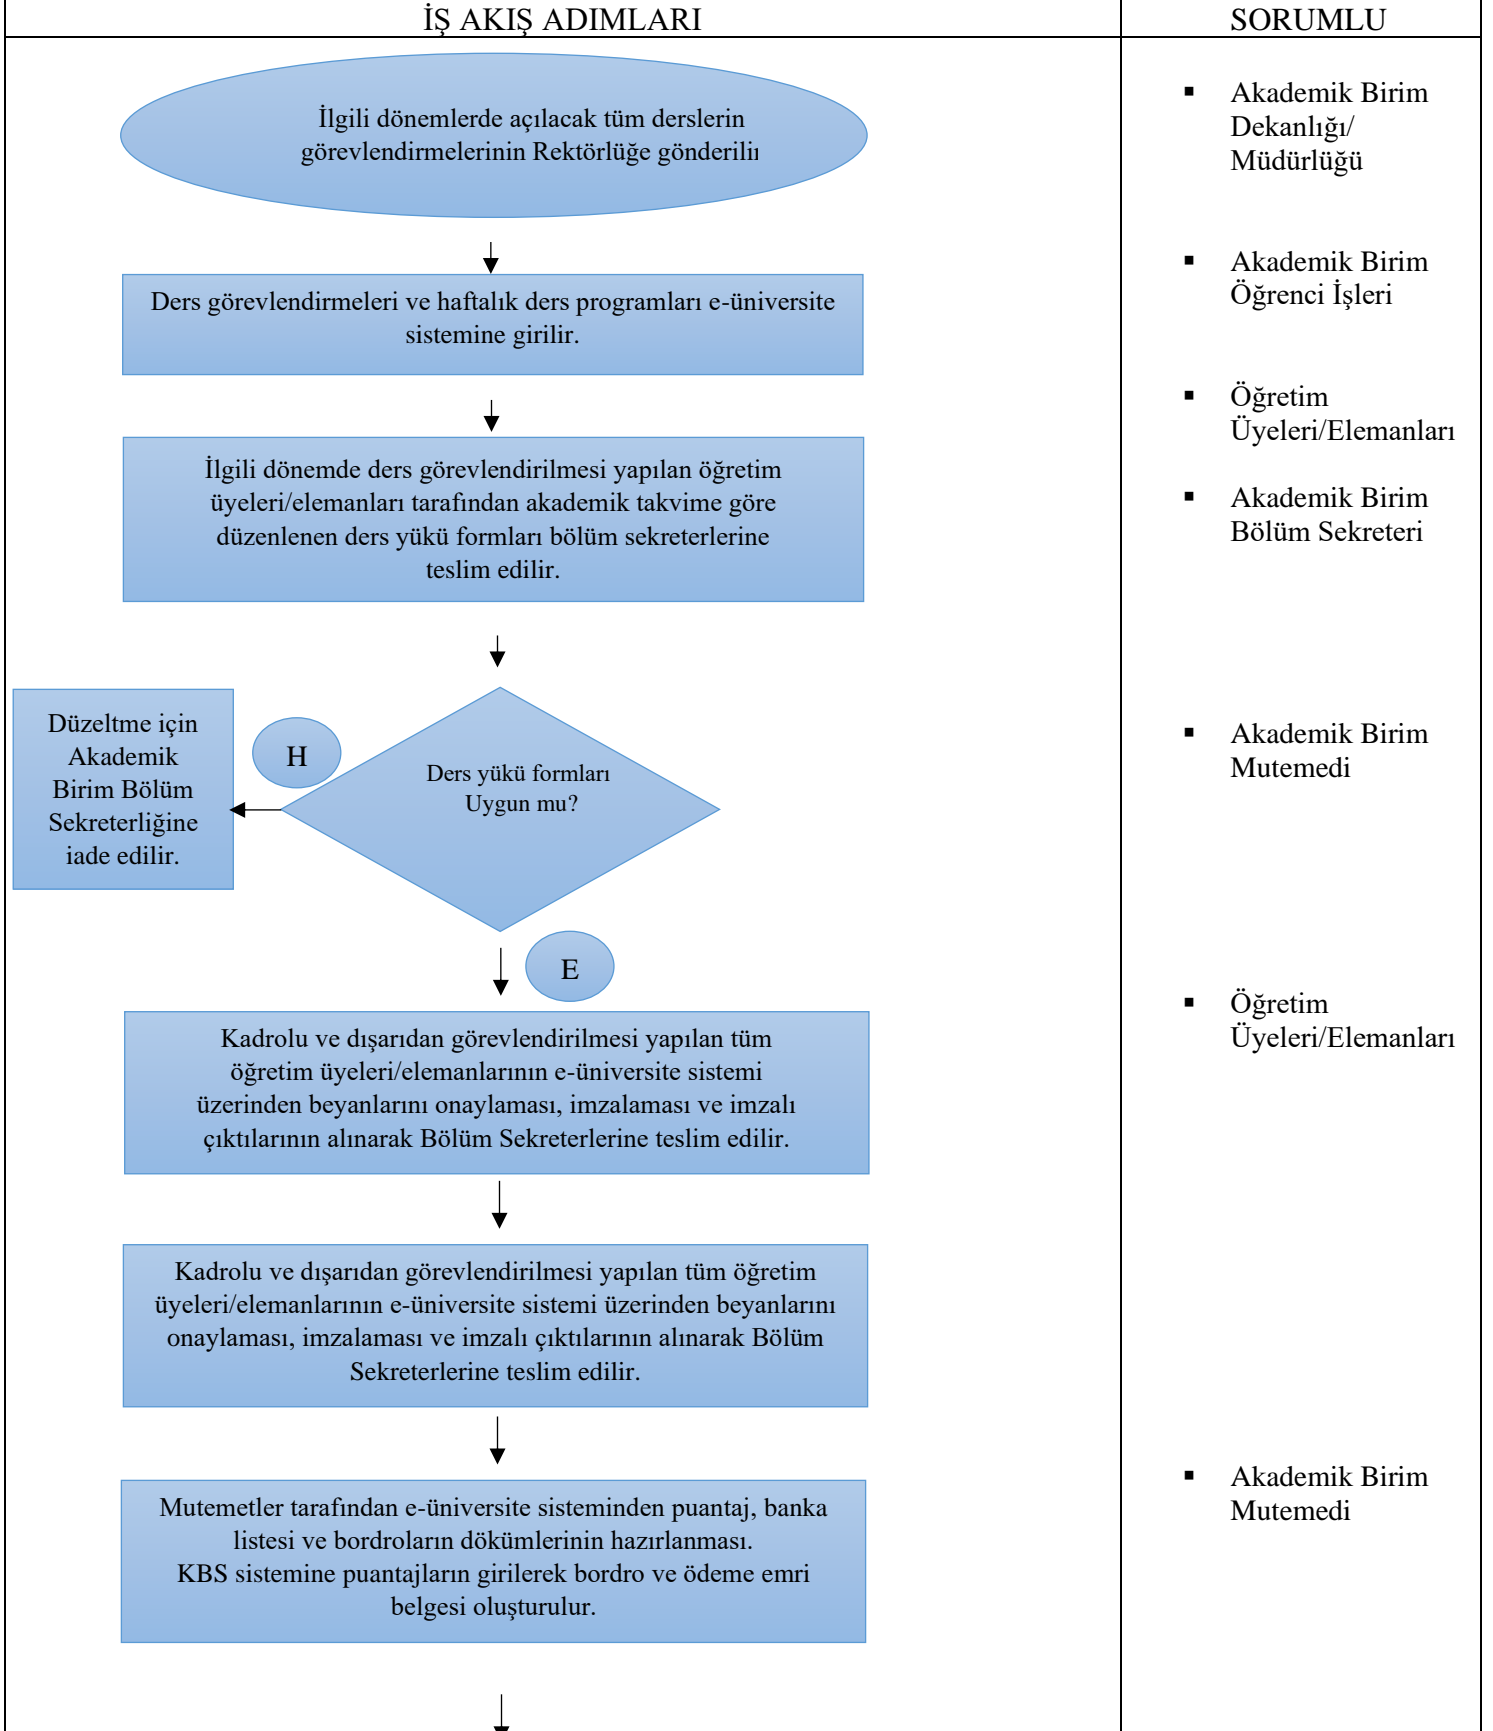 İŞ AKIŞ ADIMLARI
SORUMLU
İlgili dönemlerde açılacak tüm derslerin
görevlendirmelerinin Rektörlüğe gönderilir
▪ Akademik Birim
Dekanlığı/
Müdürlüğü
Ders görevlendirmeleri ve haftalık ders programları e-üniversite
sistemine girilir.
▪ Akademik Birim
Öğrenci İşleri
İlgili dönemde ders görevlendirilmesi yapılan öğretim
üyeleri/elemanları tarafından akademik takvime göre
düzenlenen ders yükü formları bölüm sekreterlerine
teslim edilir.
▪ Öğretim
Üyeleri/Elemanları
▪ Akademik Birim
Bölüm Sekreteri
Düzeltme için
Akademik
Birim Bölüm
Sekreterliğine
iade edilir.
H
Ders yükü formları
Uygun mu?
▪ Akademik Birim
Mutemedi
E
Kadrolu ve dışarıdan görevlendirilmesi yapılan tüm
öğretim üyeleri/elemanlarının e-üniversite sistemi
üzerinden beyanlarını onaylaması, imzalaması ve imzalı
çıktılarının alınarak Bölüm Sekreterlerine teslim edilir.
▪ Öğretim
Üyeleri/Elemanları
Kadrolu ve dışarıdan görevlendirilmesi yapılan tüm öğretim
üyeleri/elemanlarının e-üniversite sistemi üzerinden beyanlarını
onaylaması, imzalaması ve imzalı çıktılarının alınarak Bölüm
Sekreterlerine teslim edilir.
Mutemetler tarafından e-üniversite sisteminden puantaj, banka
listesi ve bordroların dökümlerinin hazırlanması.
KBS sistemine puantajların girilerek bordro ve ödeme emri
belgesi oluşturulur.
▪ Akademik Birim
Mutemedi